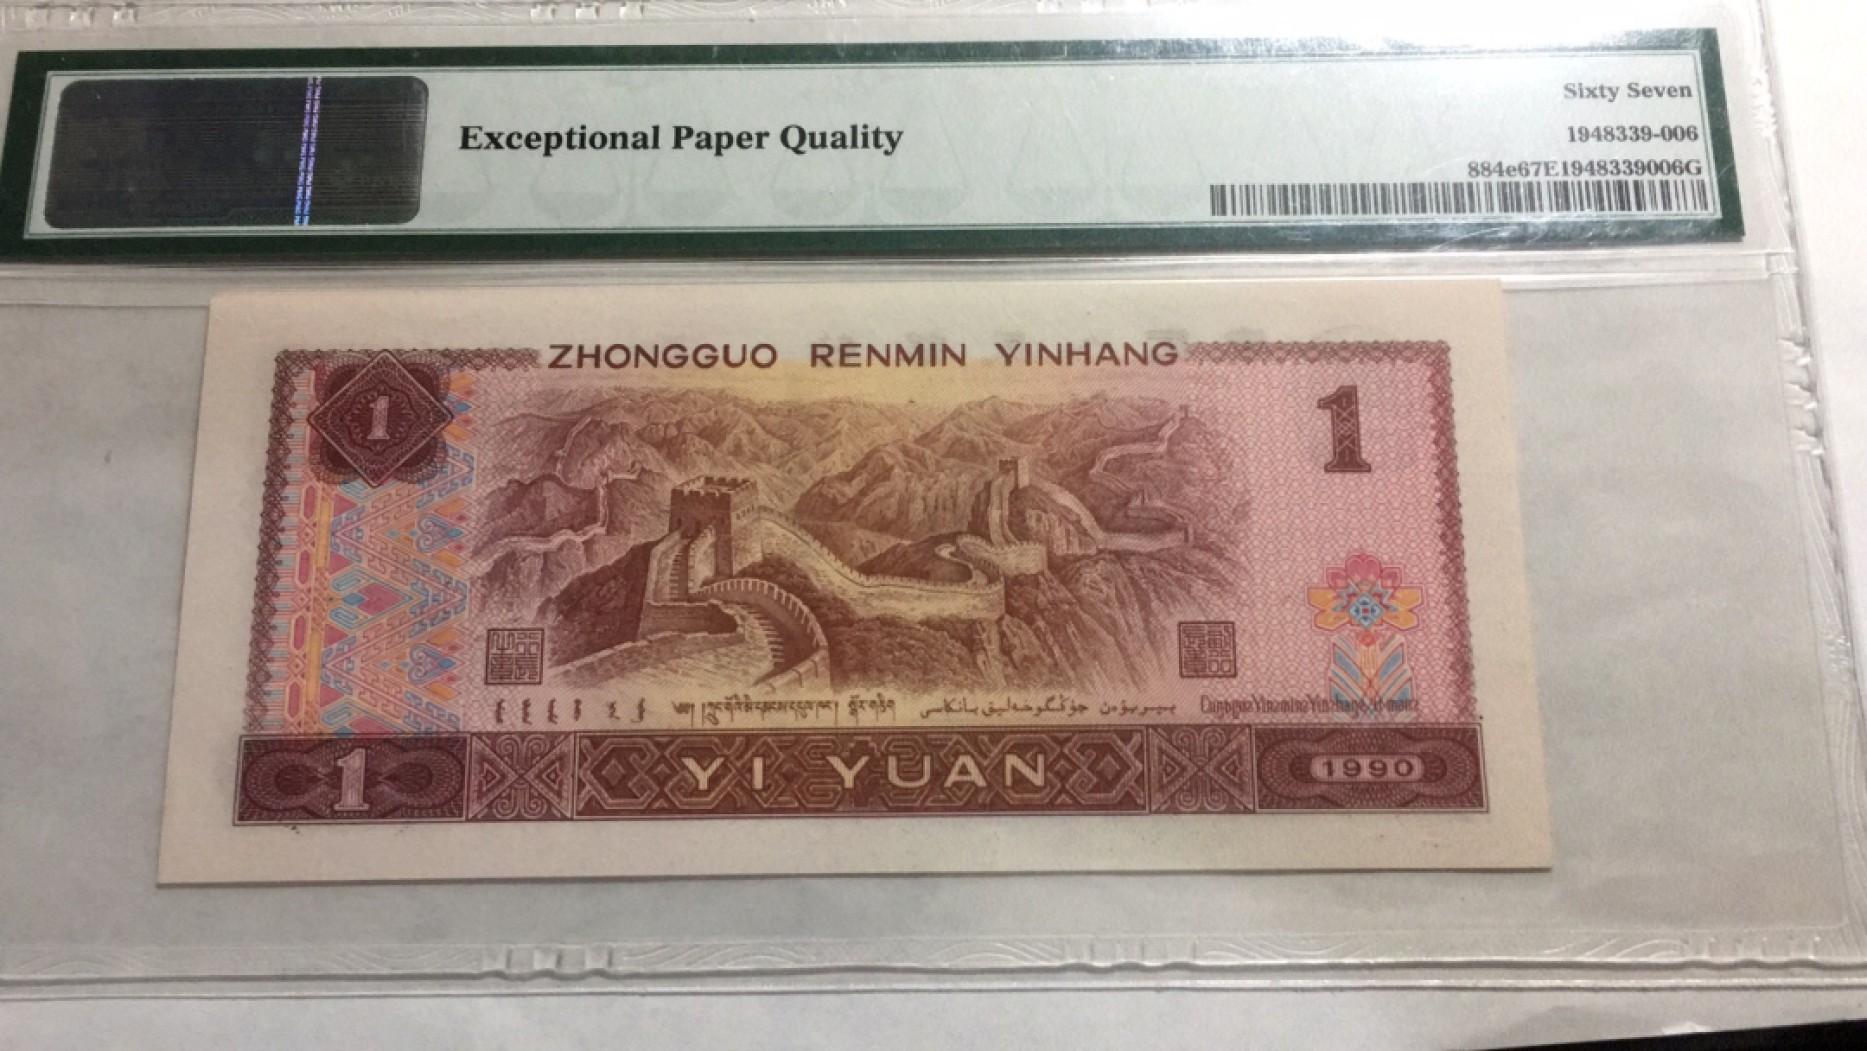 Sixty Seven
Exceptional Paper Quality
1948339-006
884e67E1948339006G
ZHONGGUO RENMIN YINHANG
1
1
1
YI YUAN
1990